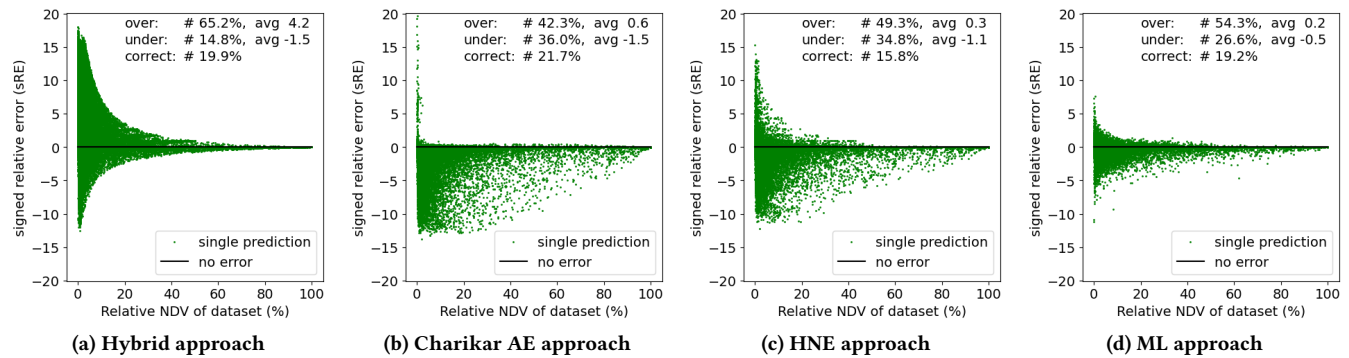 over: # 65.2%, avg 4.2
under: # 14.8%, avg -1.5
correct: # 19.9%
signed relative error (sRE)
20
15
10
5
0
−5
−10
−15
−20
single prediction
no error
0 20 40 60 80 100
Relative NDV of dataset (%)
(a) Hybrid approach
over: # 42.3%, avg 0.6
under: # 36.0%, avg -1.5
correct: # 21.7%
signed relative error (sRE)
20
15
10
5
0
−5
−10
−15
−20
single prediction
no error
0 20 40 60 80 100
Relative NDV of dataset (%)
(b) Charikar AE approach
over: # 49.3%, avg 0.3
under: # 34.8%, avg -1.1
correct: # 15.8%
signed relative error (sRE)
20
15
10
5
0
−5
−10
−15
−20
single prediction
no error
0 20 40 60 80 100
Relative NDV of dataset (%)
(c) HNE approach
over: # 54.3%, avg 0.2
under: # 26.6%, avg -0.5
correct: # 19.2%
signed relative error (sRE)
20
15
10
5
0
−5
−10
−15
−20
single prediction
no error
0 20 40 60 80 100
Relative NDV of dataset (%)
(d) ML approach